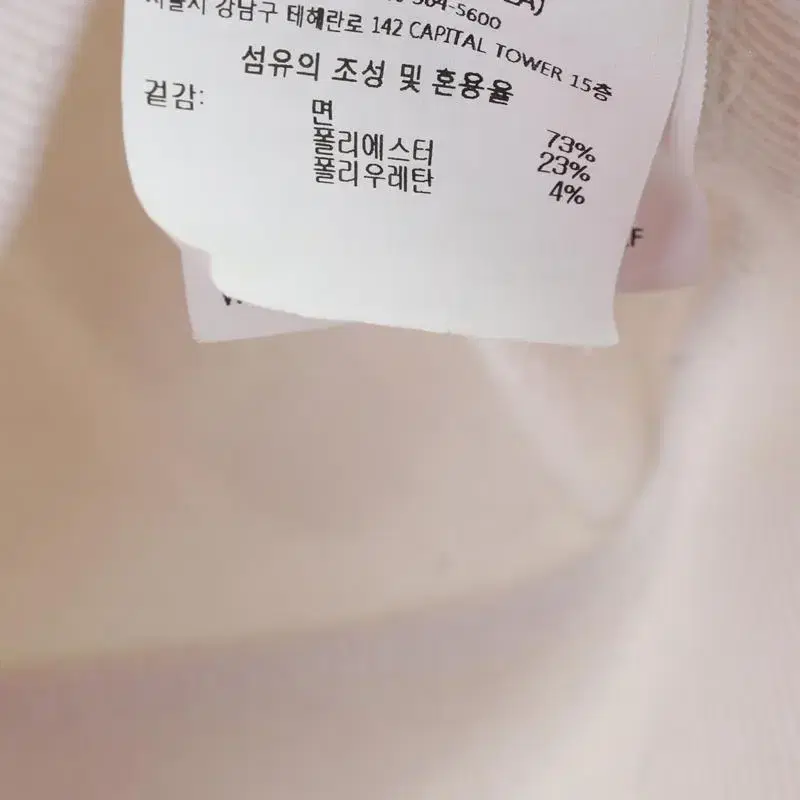 서울시 강남구 테헤란로 142 CAPITAL TOWER 15층
섬유의 조성 및 혼용율
겉감:
면 73%
폴리에스터 23%
폴리우레탄 4%